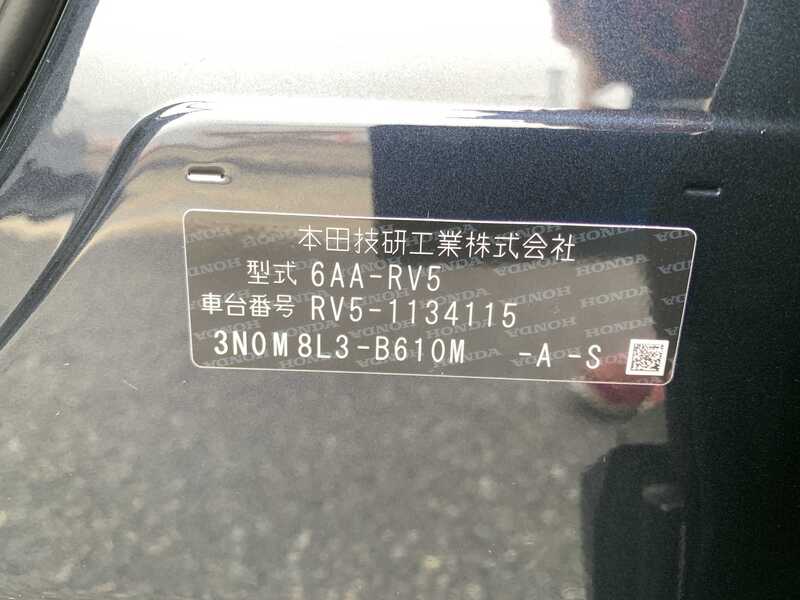 本田技研工業株式会社
型式 6AA-RV5
車台番号 RV5-1134115
3N0M8L3-B610M -A-S